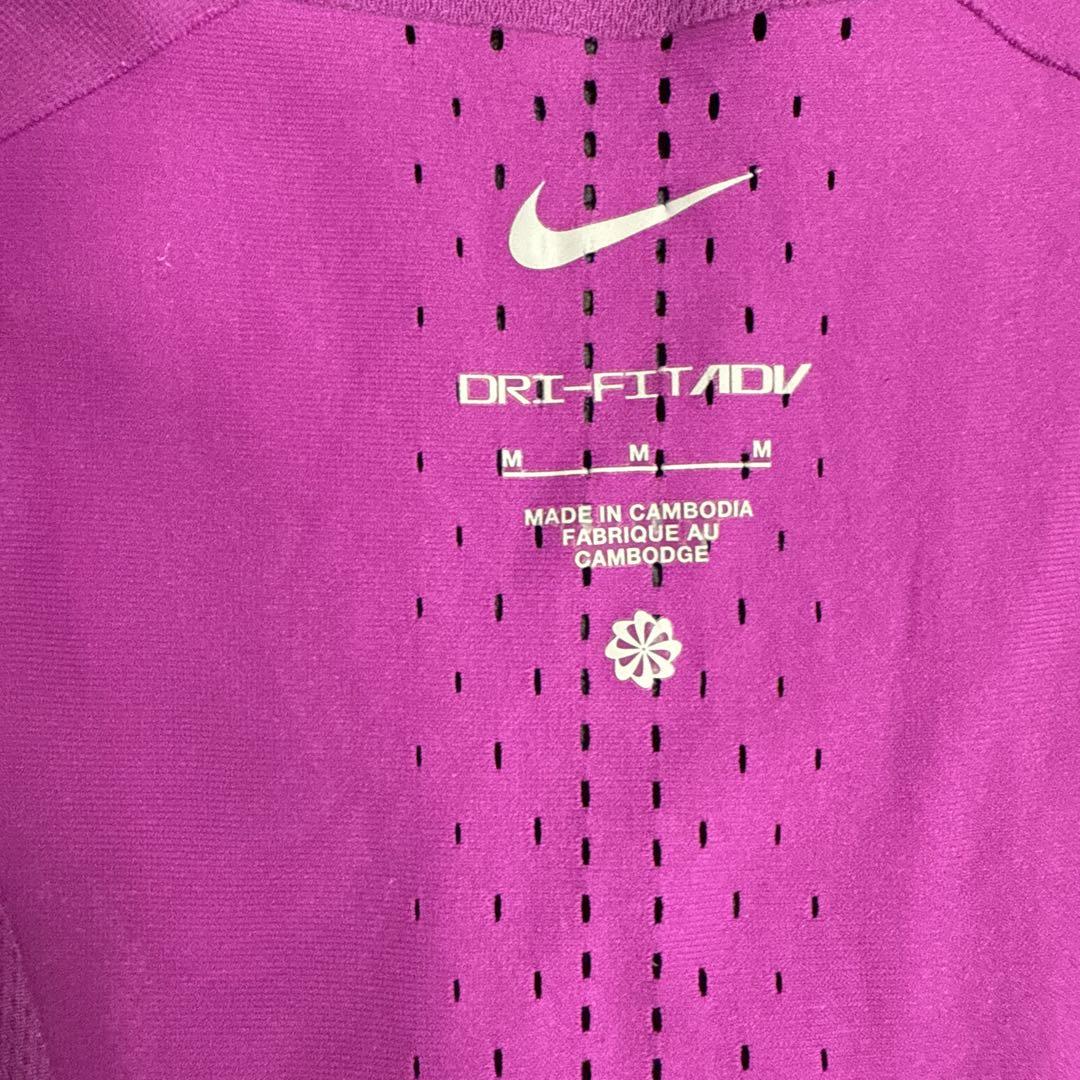 DRI-FIT ADV
M M M
MADE IN CAMBODIA
FABRIQUE AU
CAMBODGE